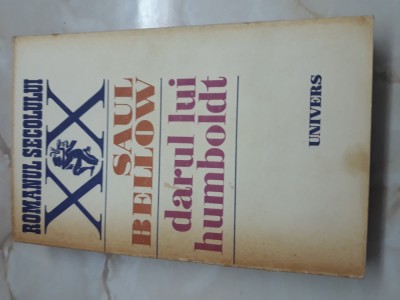 ROMANUL SECOLULUI
XX
SAUL
BELLOW
darul lui
humboldt
UNIVERS